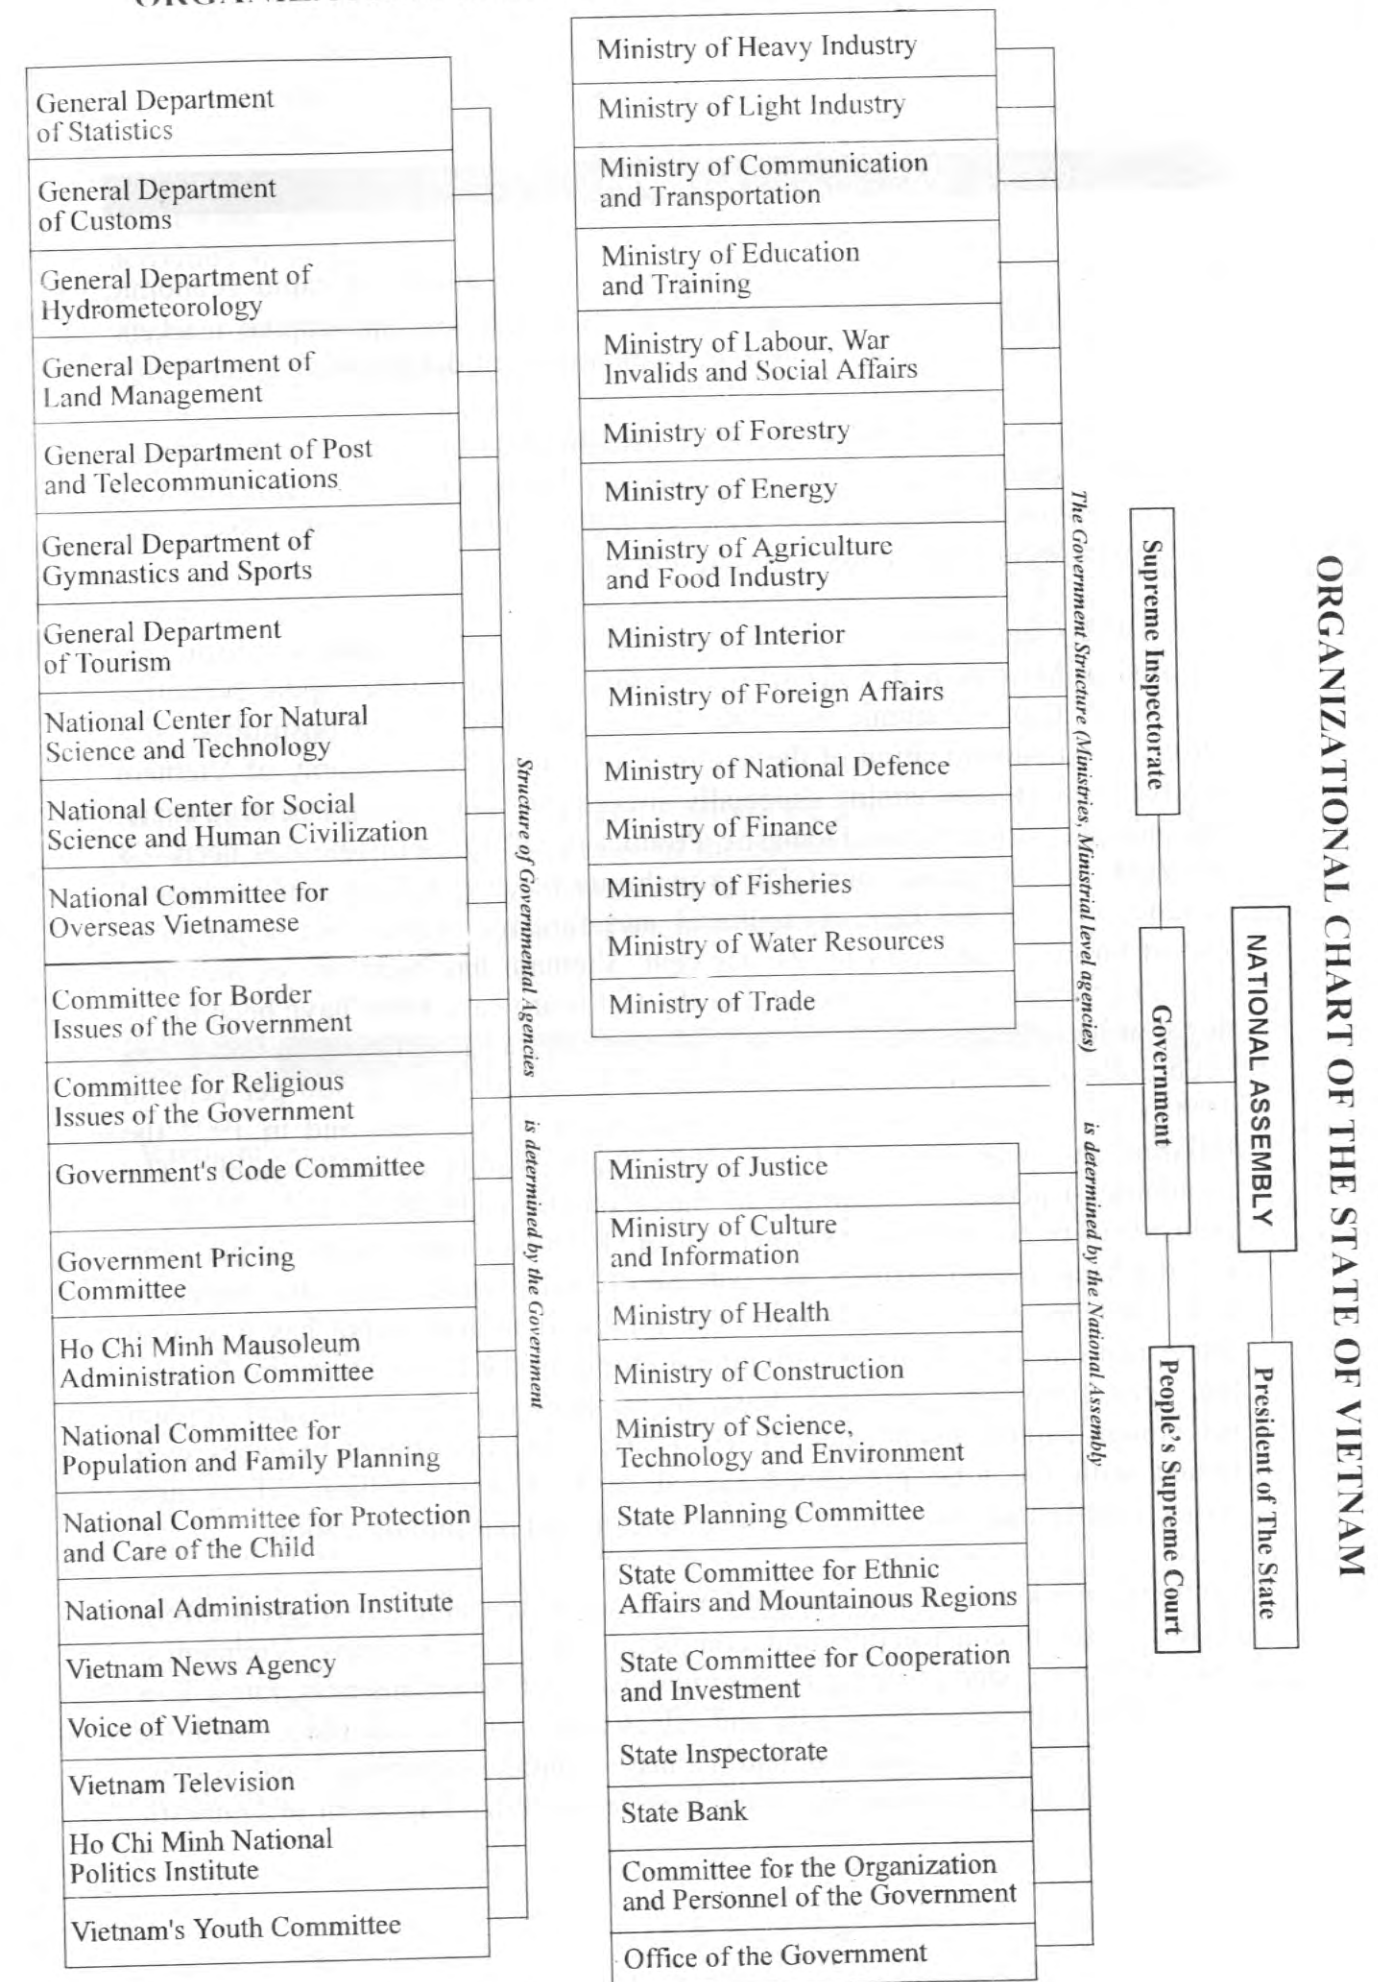 ORGANIZATIONAL CHART OF THE STATE OF VIETNAM
NATIONAL ASSEMBLY
President of The State
Supreme Inspectorate
Government
People's Supreme Court
The Government Structure (Ministries, Ministrial level agencies)
is determined by the National Assembly
Ministry of Heavy Industry
Ministry of Light Industry
Ministry of Communication
and Transportation
Ministry of Education
and Training
Ministry of Labour, War
Invalids and Social Affairs
Ministry of Forestry
Ministry of Energy
Ministry of Agriculture
and Food Industry
Ministry of Interior
Ministry of Foreign Affairs
Ministry of National Defence
Ministry of Finance
Ministry of Fisheries
Ministry of Water Resources
Ministry of Trade
Ministry of Justice
Ministry of Culture
and Information
Ministry of Health
Ministry of Construction
Ministry of Science,
Technology and Environment
State Planning Committee
State Committee for Ethnic
Affairs and Mountainous Regions
State Committee for Cooperation
and Investment
State Inspectorate
State Bank
Committee for the Organization
and Personnel of the Government
Office of the Government
Structure of Governmental Agencies
is determined by the Government
General Department
of Statistics
General Department
of Customs
General Department of
Hydrometeorology
General Department of
Land Management
General Department of Post
and Telecommunications
General Department of
Gymnastics and Sports
General Department
of Tourism
National Center for Natural
Science and Technology
National Center for Social
Science and Human Civilization
National Committee for
Overseas Vietnamese
Committee for Border
Issues of the Government
Committee for Religious
Issues of the Government
Government's Code Committee
Government Pricing
Committee
Ho Chi Minh Mausoleum
Administration Committee
National Committee for
Population and Family Planning
National Committee for Protection
and Care of the Child
National Administration Institute
Vietnam News Agency
Voice of Vietnam
Vietnam Television
Ho Chi Minh National
Politics Institute
Vietnam's Youth Committee